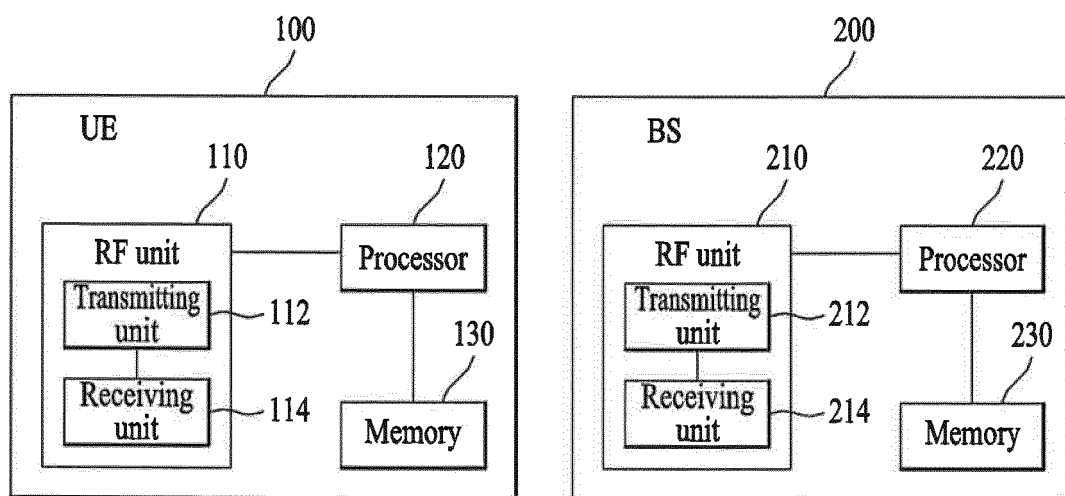 100
200
UE
110
120
RF unit
Processor
Transmitting
unit
112
130
Receiving
unit
114
Memory
BS
210
220
RF unit
Processor
Transmitting
unit
212
230
Receiving
unit
214
Memory